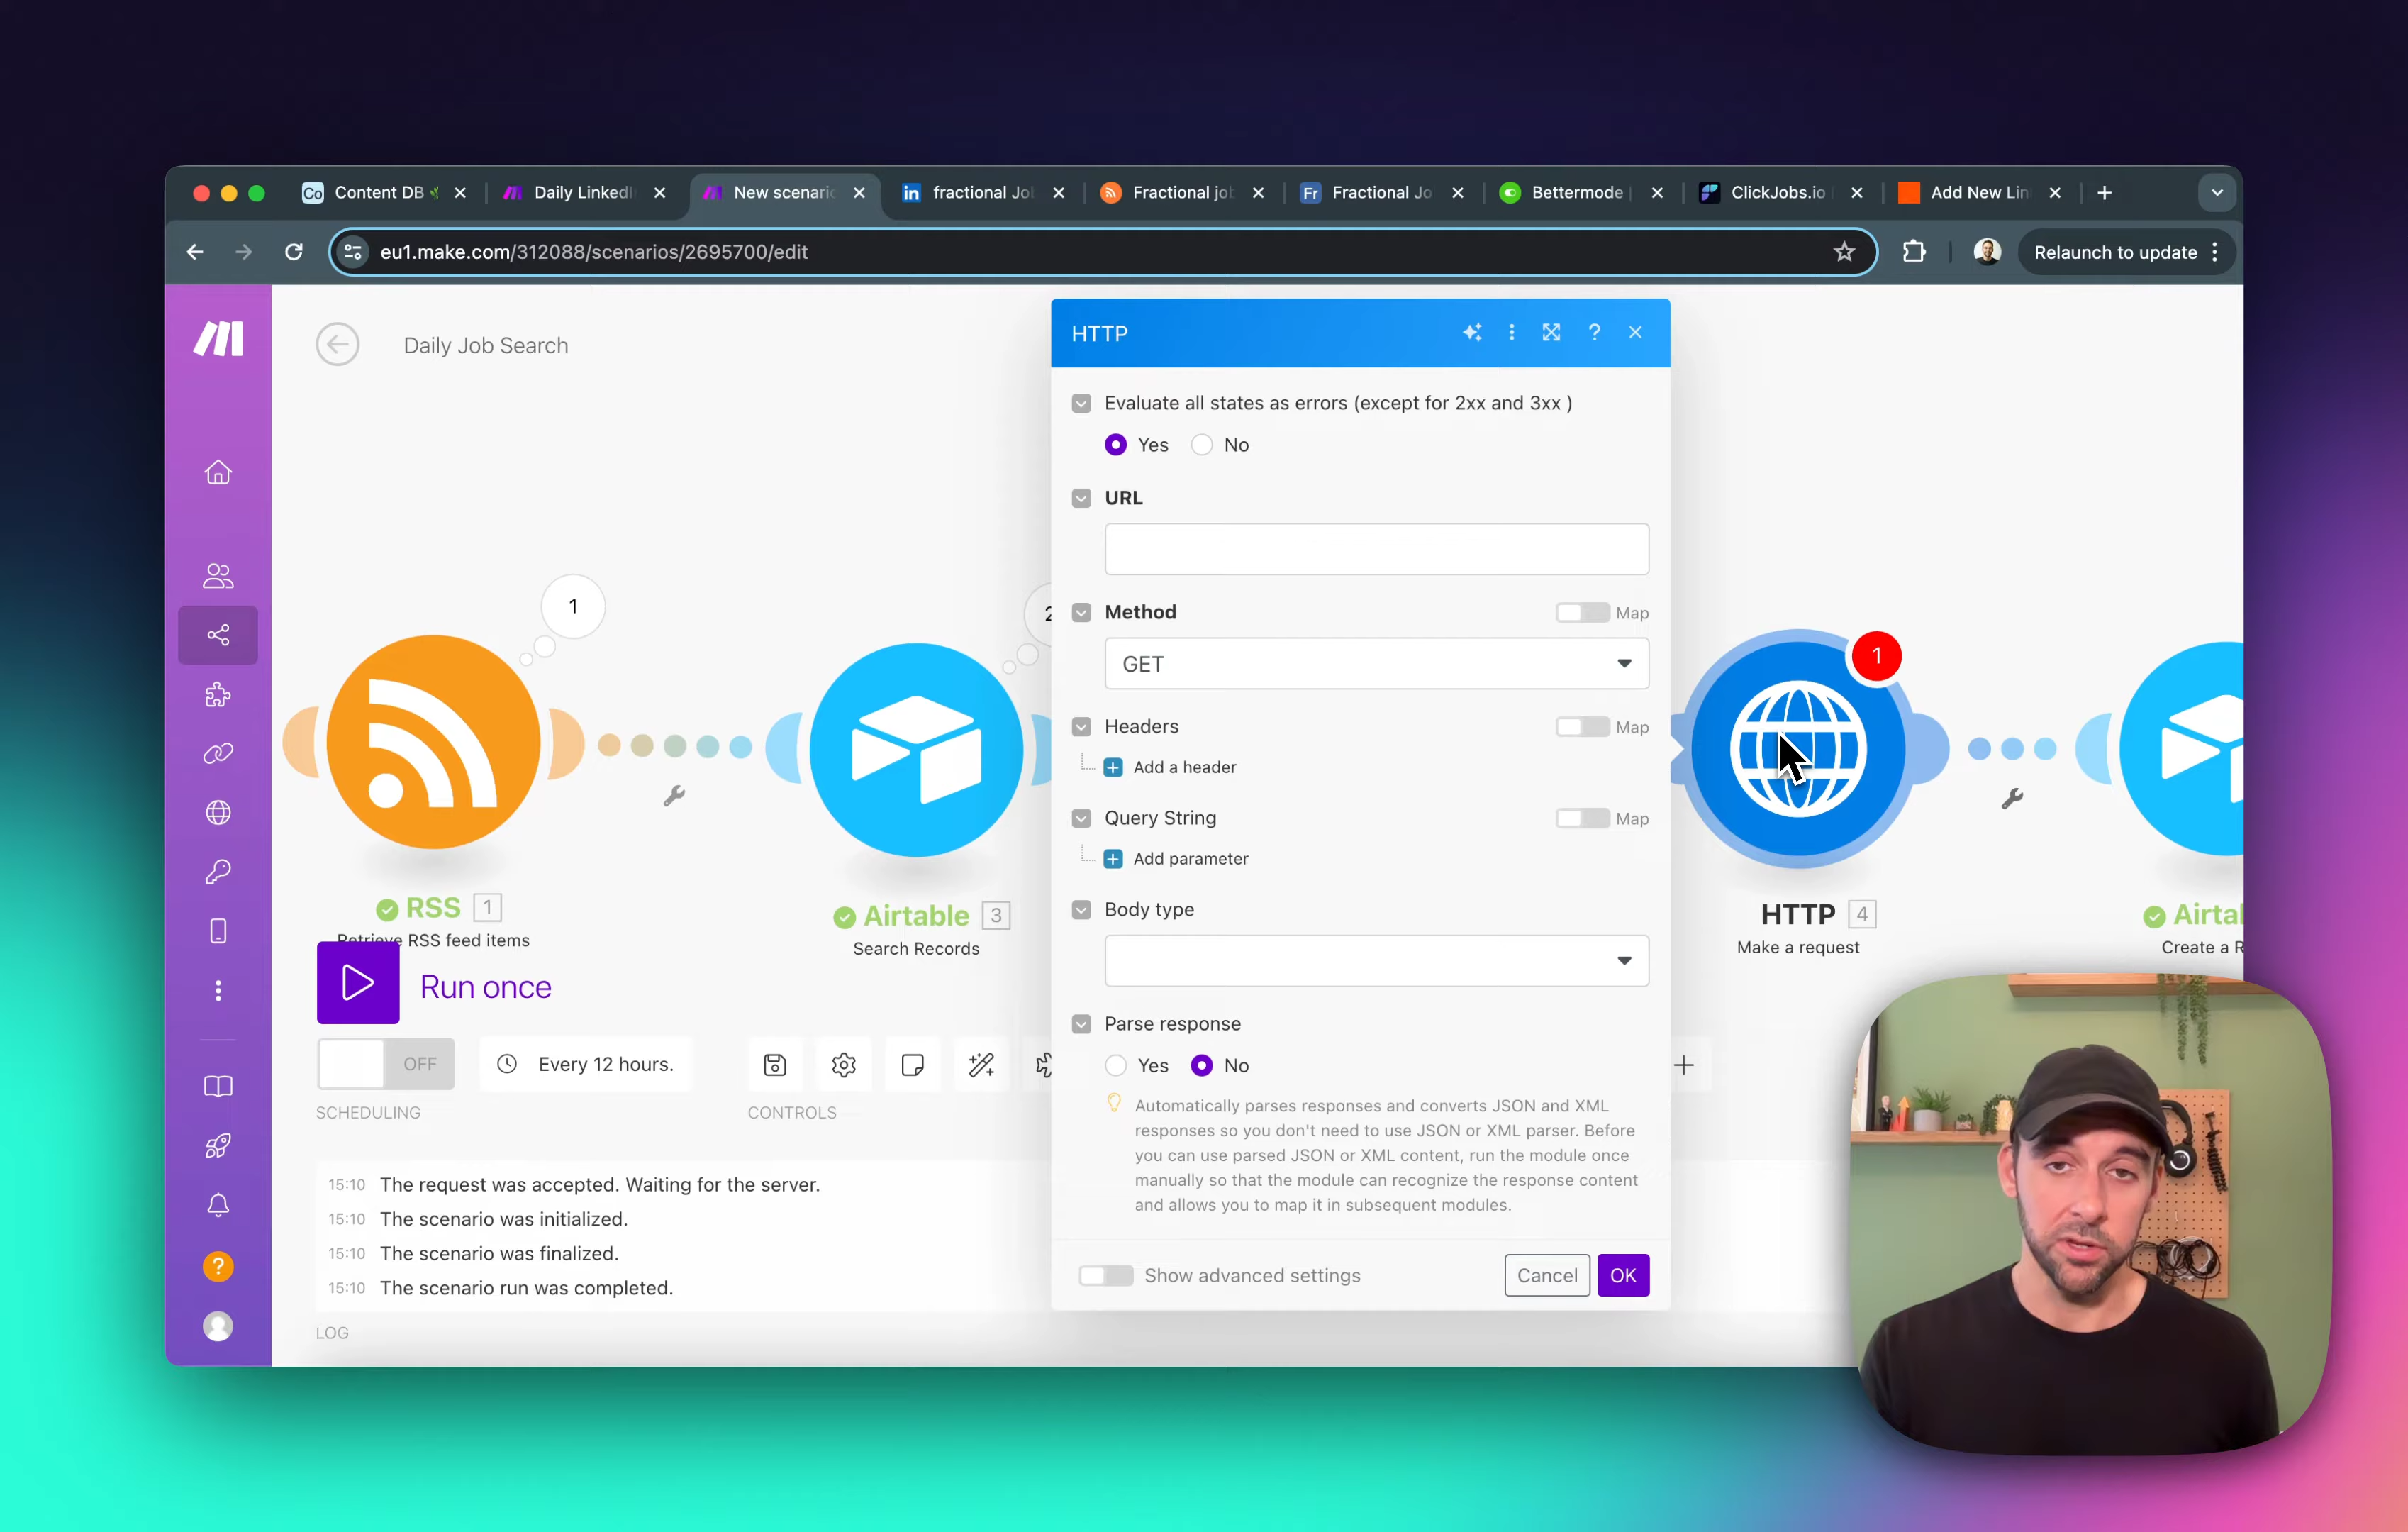 Content DB
Daily LinkedI
New scenari
in fractional Jo
Fractional jo
Fr Fractional Jo
Bettermode
ClickJobs.io
Add New Lin
eu1.make.com/312088/scenarios/2695700/edit
Relaunch to update
Daily Job Search
HTTP
?
Evaluate all states as errors (except for 2xx and 3xx )
Yes
No
URL
Method
Map
GET
Headers
Map
Add a header
Query String
Map
Add parameter
Body type
Parse response
Yes
No
Automatically parses responses and converts JSON and XML
responses so you don't need to use JSON or XML parser. Before
you can use parsed JSON or XML content, run the module once
manually so that the module can recognize the response content
and allows you to map it in subsequent modules.
Show advanced settings
Cancel
OK
1
RSS 1
Retrieve RSS feed items
2
Airtable 3
Search Records
1
HTTP 4
Make a request
Airta
Create a R
Run once
OFF
Every 12 hours.
SCHEDULING
CONTROLS
15:10 The request was accepted. Waiting for the server.
15:10 The scenario was initialized.
15:10 The scenario was finalized.
15:10 The scenario run was completed.
LOG
?